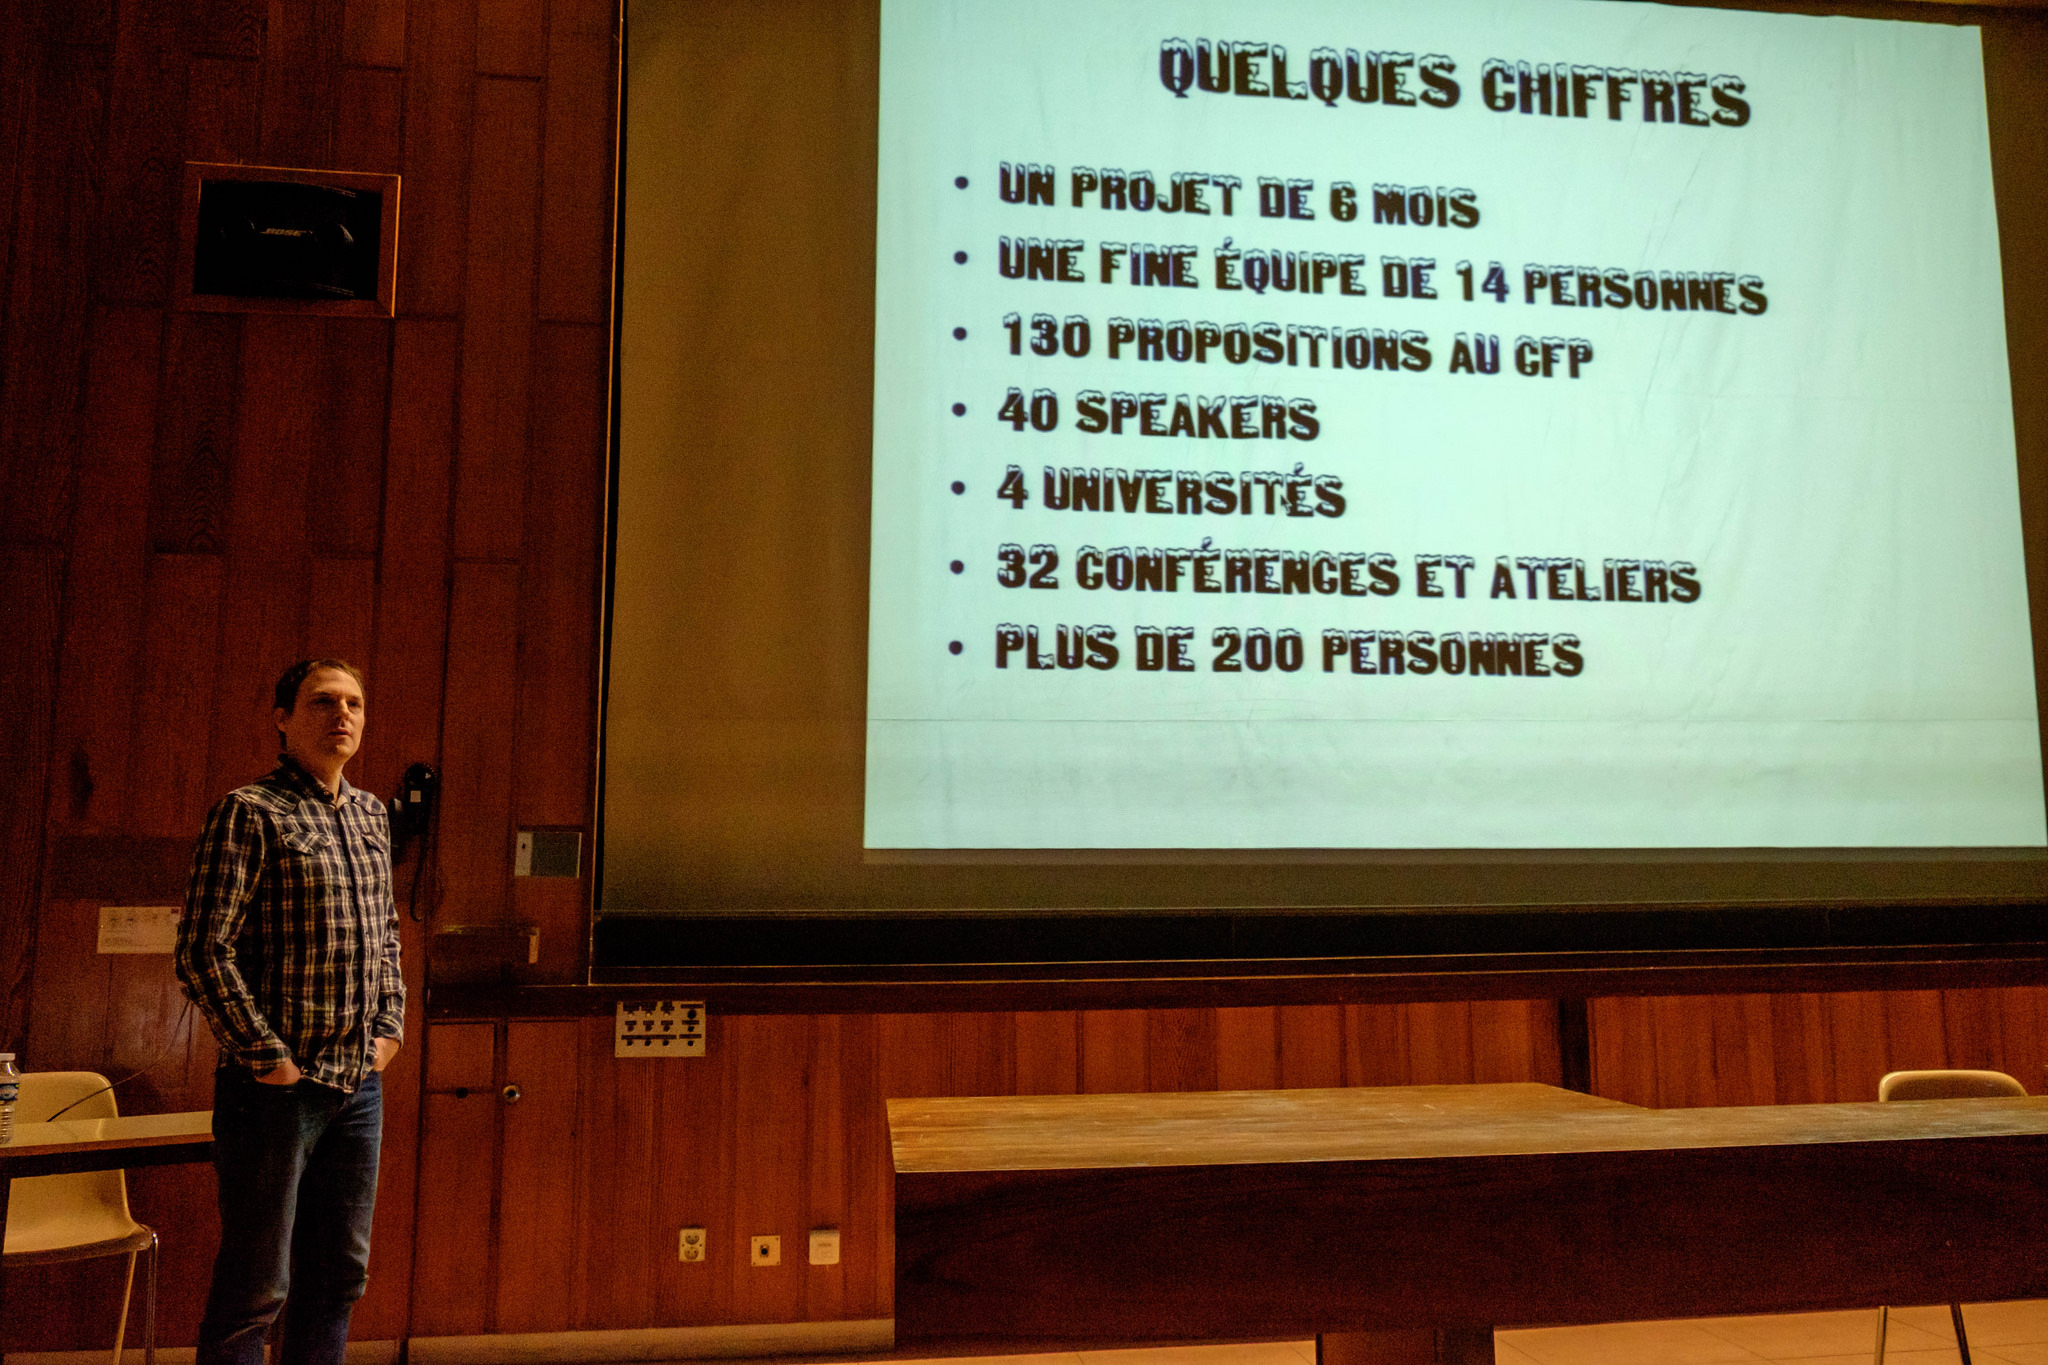 QUELQUES CHIFFRES
• UN PROJET DE 6 MOIS
• UNE FINE ÉQUIPE DE 14 PERSONNES
• 130 PROPOSITIONS AU CFP
• 40 SPEAKERS
• 4 UNIVERSITÉS
• 32 CONFÉRENCES ET ATELIERS
• PLUS DE 200 PERSONNES
BOSE